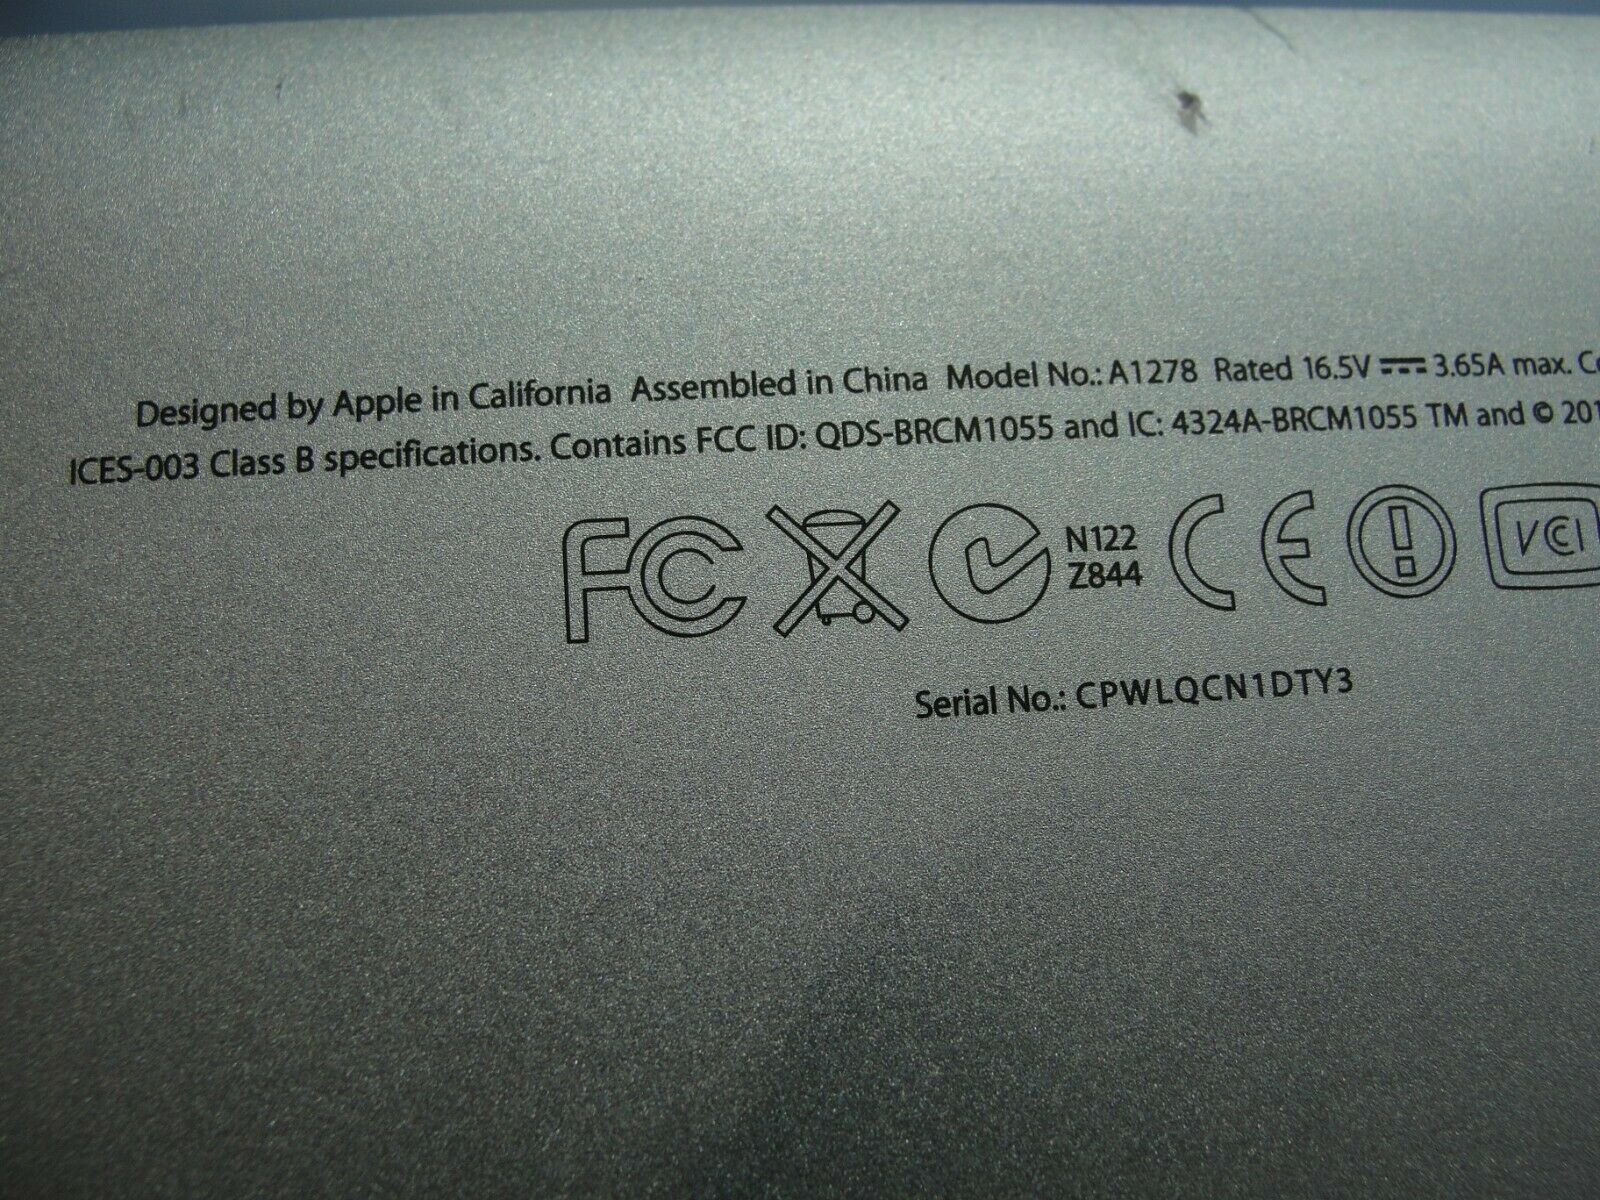 Designed by Apple in California Assembled in China Model No.: A1278 Rated 16.5V ⎓ 3.65A max.
ICES-003 Class B specifications. Contains FCC ID: QDS-BRCM1055 and IC: 4324A-BRCM1055 TM and ©
FC N122 CE ! VCI
Z844
Serial No.: CPWLQCN1DTY3